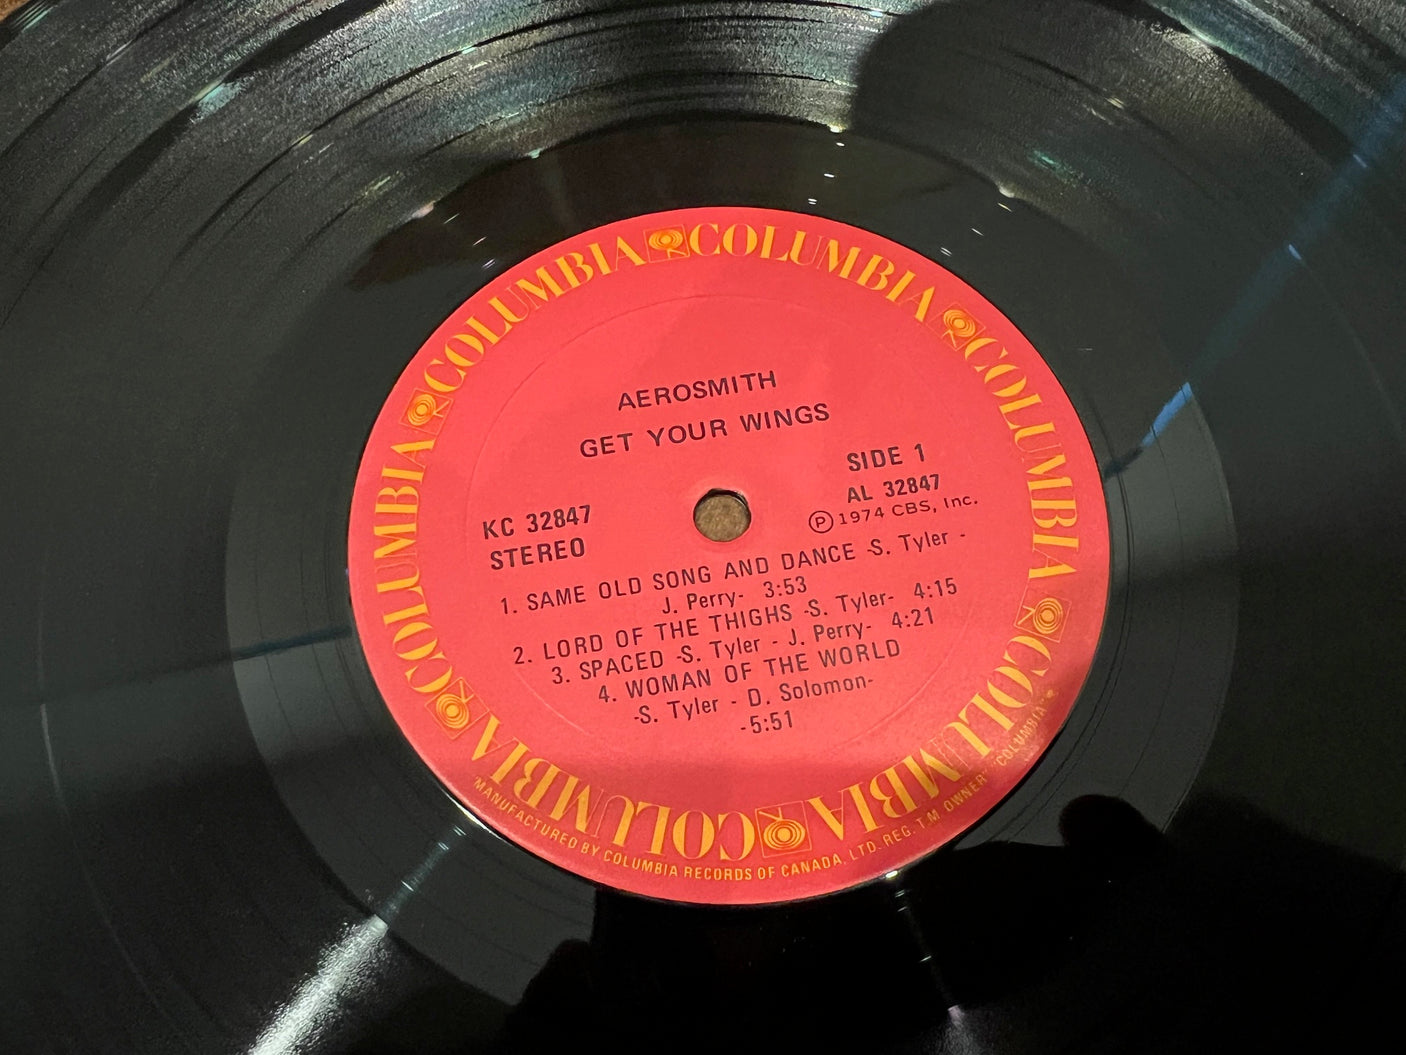 COLUMBIA COLUMBIA COLUMBIA COLUMBIA COLUMBIA COLUMBIA COLUMBIA
AEROSMITH
GET YOUR WINGS
SIDE 1
AL 32847
Ⓟ 1974 CBS, Inc.
KC 32847
STEREO
1. SAME OLD SONG AND DANCE -S. Tyler -
J. Perry- 3:53
2. LORD OF THE THIGHS -S. Tyler- 4:15
3. SPACED -S. Tyler - J. Perry- 4:21
4. WOMAN OF THE WORLD
-S. Tyler - D. Solomon-
-5:51
MANUFACTURED BY COLUMBIA RECORDS OF CANADA, LTD. REG. T.M. OWNER "COLUMBIA"